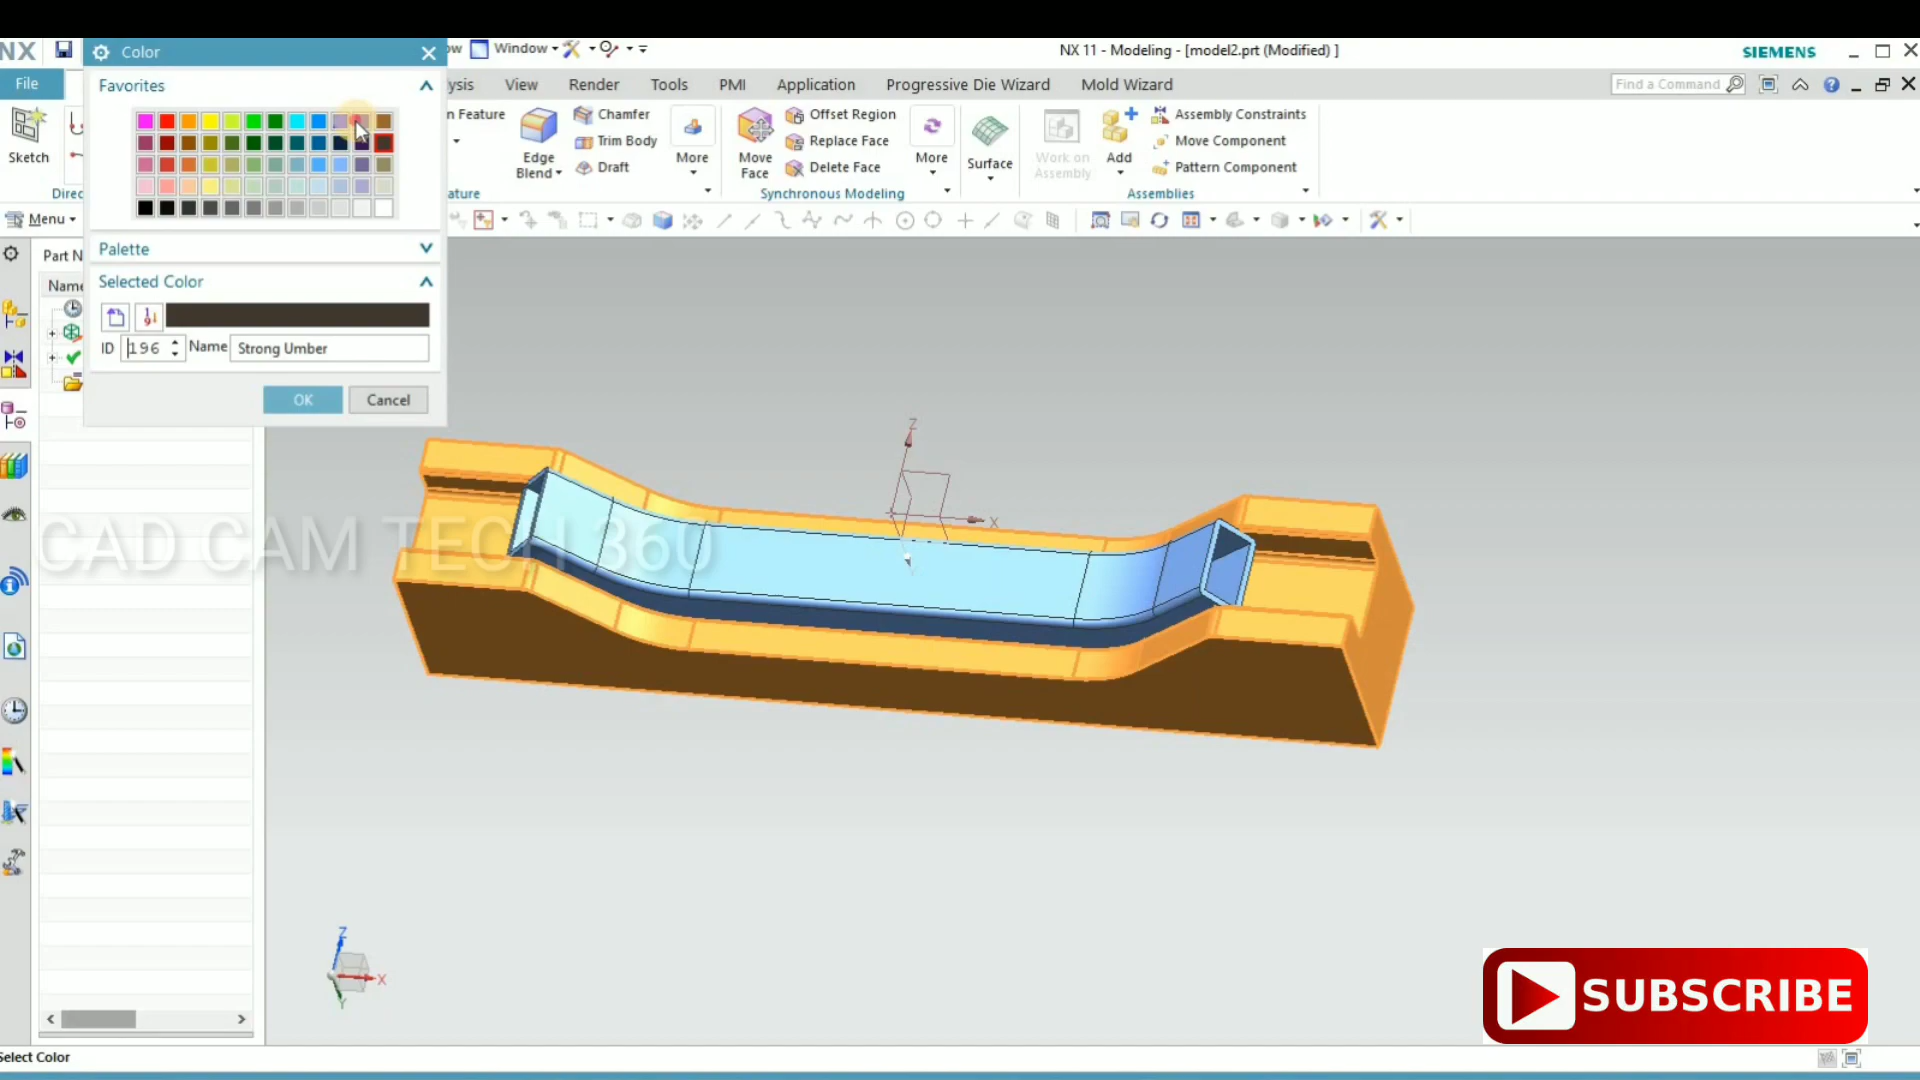 NX
Color
ow
Window
NX 11 - Modeling - [model2.prt (Modified) ]
SIEMENS
File
Favorites
ysis
View
Render
Tools
PMI
Application
Progressive Die Wizard
Mold Wizard
Find a Command
Sketch
n Feature
Edge
Blend
Chamfer
Trim Body
Draft
More
Move
Face
Offset Region
Replace Face
Delete Face
More
Surface
Work on
Assembly
Add
Assembly Constraints
Move Component
Pattern Component
Direc
ature
Synchronous Modeling
Assemblies
Menu
Part N
Name
Palette
Selected Color
ID
196
Name
Strong Umber
OK
Cancel
Z
X
CAD CAM TECH 360
Z
X
Y
SUBSCRIBE
Select Color